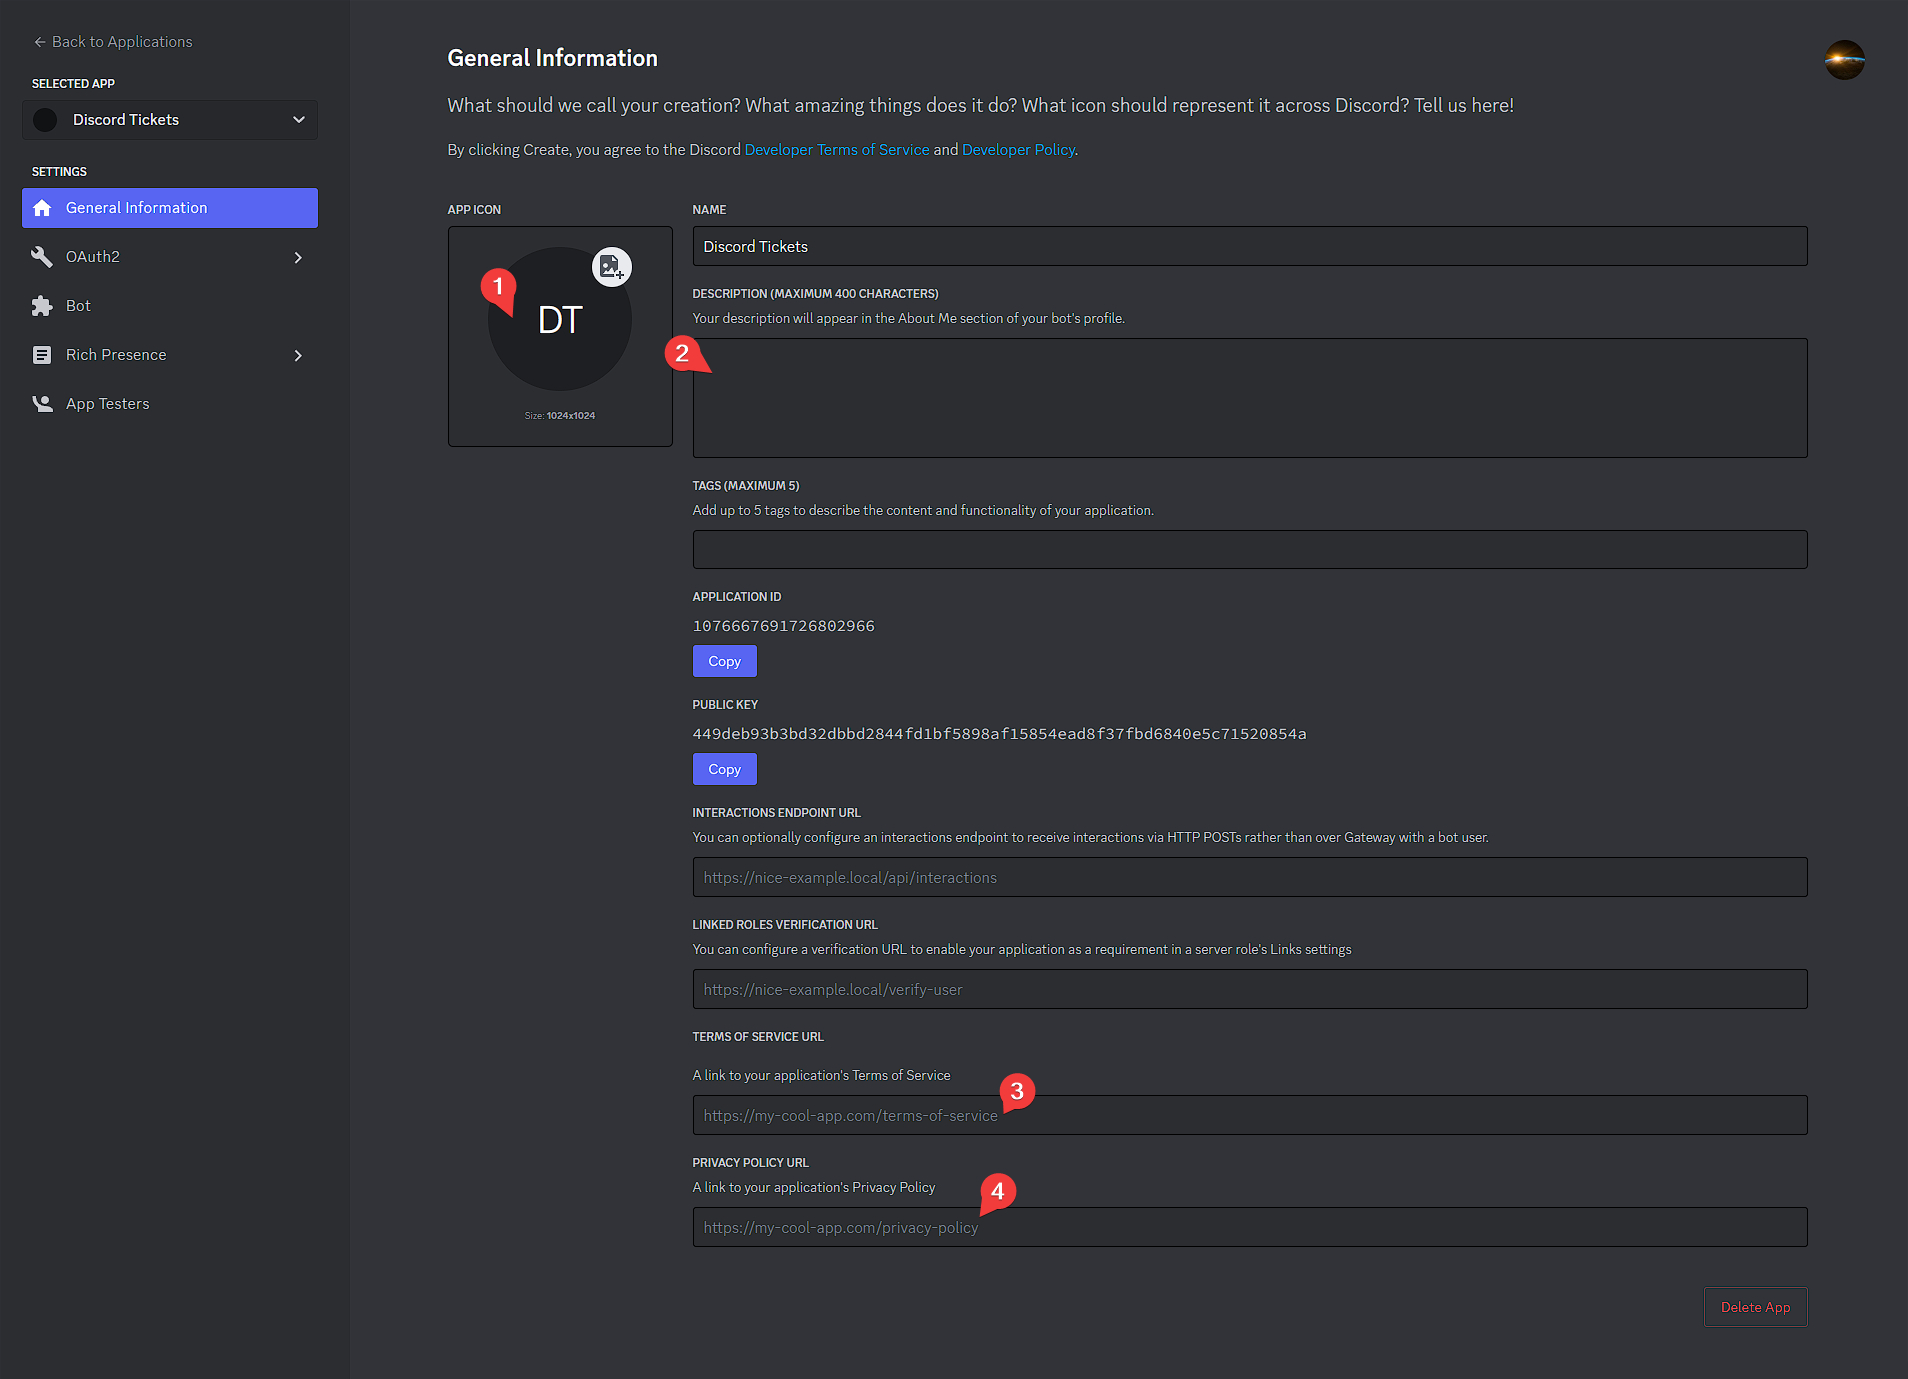 Back to Applications
SELECTED APP
Discord Tickets
SETTINGS
General Information
OAuth2
Bot
Rich Presence
App Testers
General Information
What should we call your creation? What amazing things does it do? What icon should represent it across Discord? Tell us here!
By clicking Create, you agree to the Discord Developer Terms of Service and Developer Policy.
APP ICON
1
DT
Size: 1024x1024
NAME
Discord Tickets
DESCRIPTION (MAXIMUM 400 CHARACTERS)
Your description will appear in the About Me section of your bot's profile.
2
TAGS (MAXIMUM 5)
Add up to 5 tags to describe the content and functionality of your application.
APPLICATION ID
1076667691726802966
Copy
PUBLIC KEY
449deb93b3bd32dbbd2844fd1bf5898af15854ead8f37fbd6840e5c71520854a
Copy
INTERACTIONS ENDPOINT URL
You can optionally configure an interactions endpoint to receive interactions via HTTP POSTs rather than over Gateway with a bot user.
https://nice-example.local/api/interactions
LINKED ROLES VERIFICATION URL
You can configure a verification URL to enable your application as a requirement in a server role's Links settings
https://nice-example.local/verify-user
TERMS OF SERVICE URL
A link to your application's Terms of Service
3
https://my-cool-app.com/terms-of-service
PRIVACY POLICY URL
A link to your application's Privacy Policy
4
https://my-cool-app.com/privacy-policy
Delete App